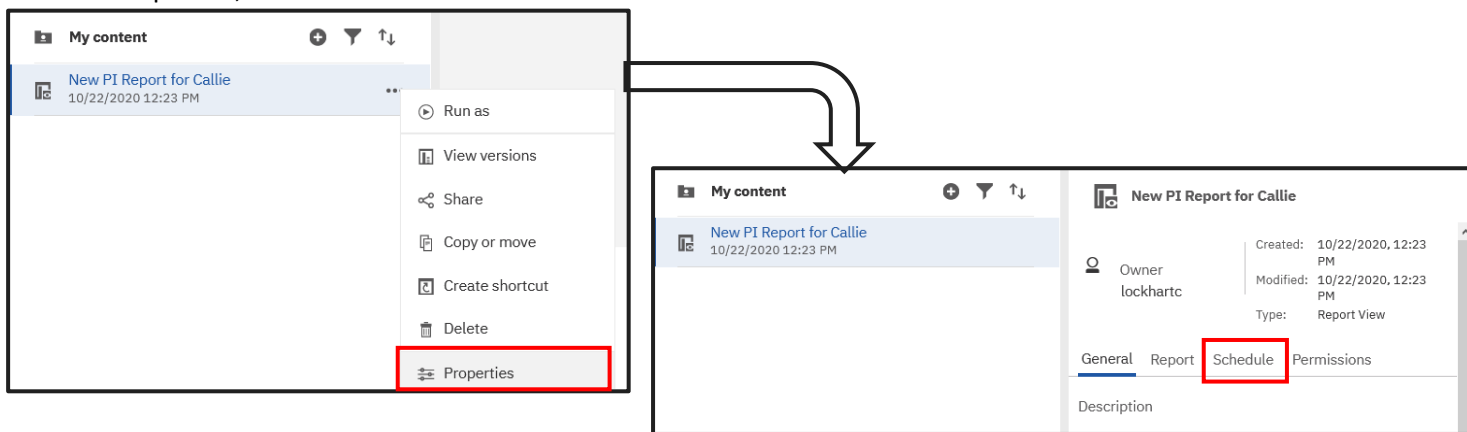 My content
New PI Report for Callie
10/22/2020 12:23 PM
Run as
View versions
Share
Copy or move
Create shortcut
Delete
Properties
My content
New PI Report for Callie
10/22/2020 12:23 PM
New PI Report for Callie
Owner
lockhartc
Created: 10/22/2020, 12:23
PM
Modified: 10/22/2020, 12:23
PM
Type: Report View
General Report Schedule Permissions
Description